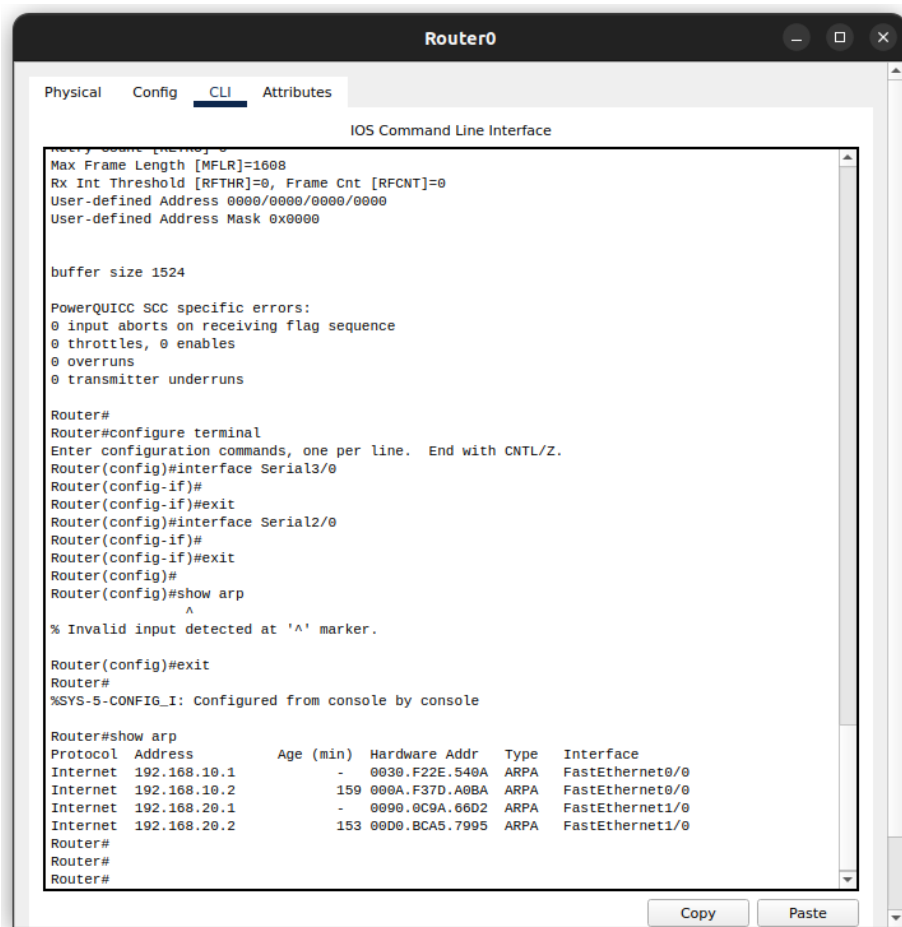 Router0
Physical Config CLI Attributes
IOS Command Line Interface
Max Frame Length [MFLR]=1608
Rx Int Threshold [RFTHR]=0, Frame Cnt [RFCNT]=0
User-defined Address 0000/0000/0000/0000
User-defined Address Mask 0x0000
buffer size 1524
PowerQUICC SCC specific errors:
0 input aborts on receiving flag sequence
0 throttles, 0 enables
0 overruns
0 transmitter underruns
Router#
Router#configure terminal
Enter configuration commands, one per line.  End with CNTL/Z.
Router(config)#interface Serial3/0
Router(config-if)#
Router(config-if)#exit
Router(config)#interface Serial2/0
Router(config-if)#
Router(config-if)#exit
Router(config)#
Router(config)#show arp
^
% Invalid input detected at '^' marker.
Router(config)#exit
Router#
%SYS-5-CONFIG_I: Configured from console by console
Router#show arp
Protocol  Address          Age (min)  Hardware Addr   Type   Interface
Internet  192.168.10.1            -   0030.F22E.540A  ARPA   FastEthernet0/0
Internet  192.168.10.2            159 000A.F37D.A0BA  ARPA   FastEthernet0/0
Internet  192.168.20.1            -   0090.0C9A.66D2  ARPA   FastEthernet1/0
Internet  192.168.20.2            153 00D0.BCA5.7995  ARPA   FastEthernet1/0
Router#
Router#
Router#
Copy Paste